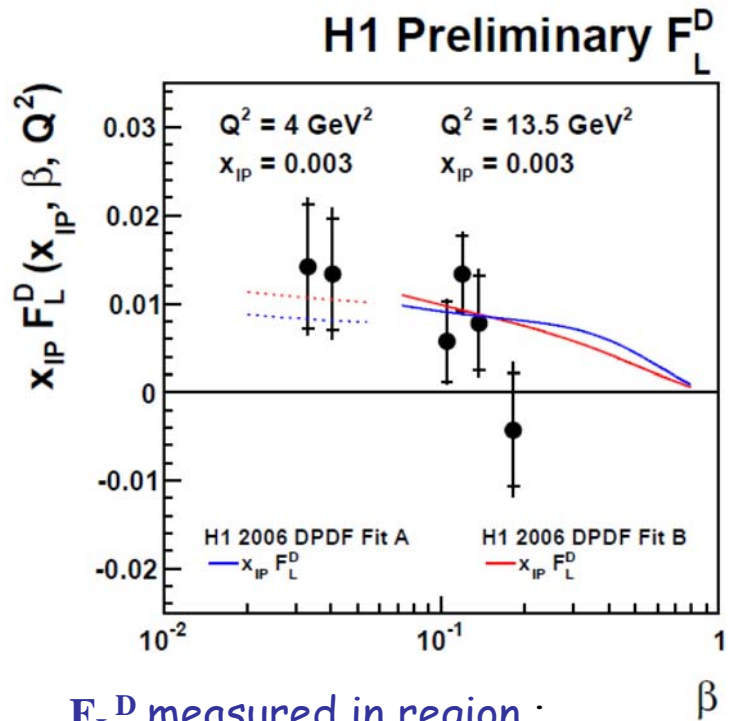 H1 Preliminary F_L^D
x_IP F_L^D (x_IP, β, Q²)
Q² = 4 GeV²
x_IP = 0.003
Q² = 13.5 GeV²
x_IP = 0.003
0.03
0.02
0.01
0
-0.01
-0.02
H1 2006 DPDF Fit A
x_IP F_L^D
H1 2006 DPDF Fit B
x_IP F_L^D
10⁻² 10⁻¹ 1
β
F_L^D measured in region :